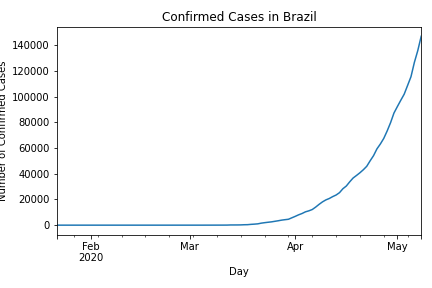 Confirmed Cases in Brazil
Number of Confirmed Cases
140000
120000
100000
80000
60000
40000
20000
0
Feb
2020
Mar
Apr
May
Day